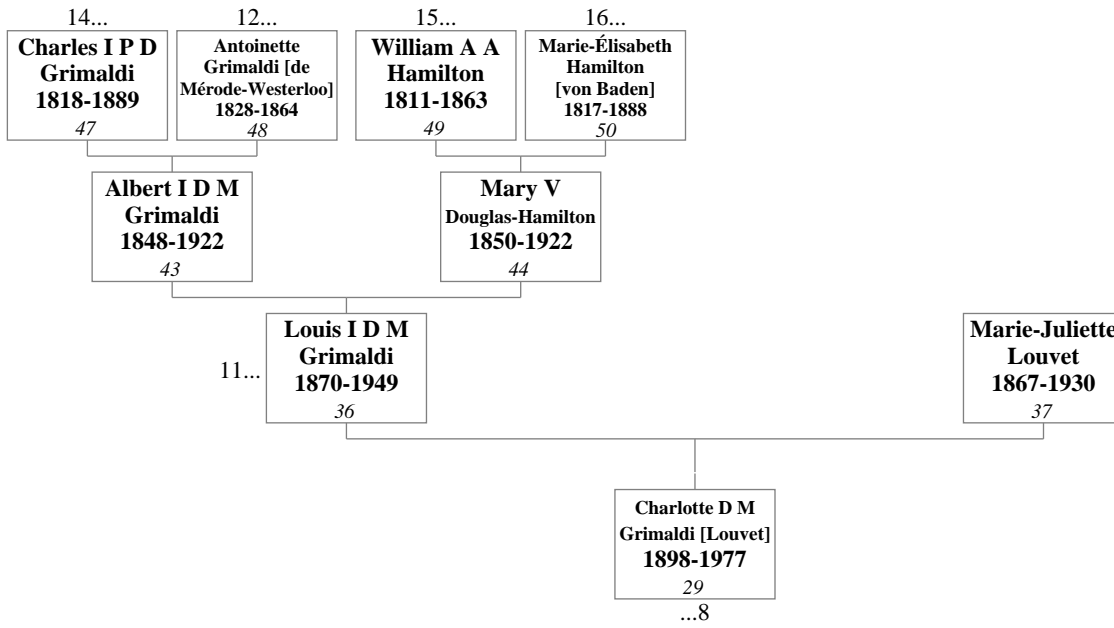 14...
12...
15...
16...
Charles I P D
Grimaldi
1818-1889
47
Antoinette
Grimaldi [de
Mérode-Westerloo]
1828-1864
48
William A A
Hamilton
1811-1863
49
Marie-Élisabeth
Hamilton
[von Baden]
1817-1888
50
Albert I D M
Grimaldi
1848-1922
43
Mary V
Douglas-Hamilton
1850-1922
44
11...
Louis I D M
Grimaldi
1870-1949
36
Marie-Juliette
Louvet
1867-1930
37
Charlotte D M
Grimaldi [Louvet]
1898-1977
29
...8